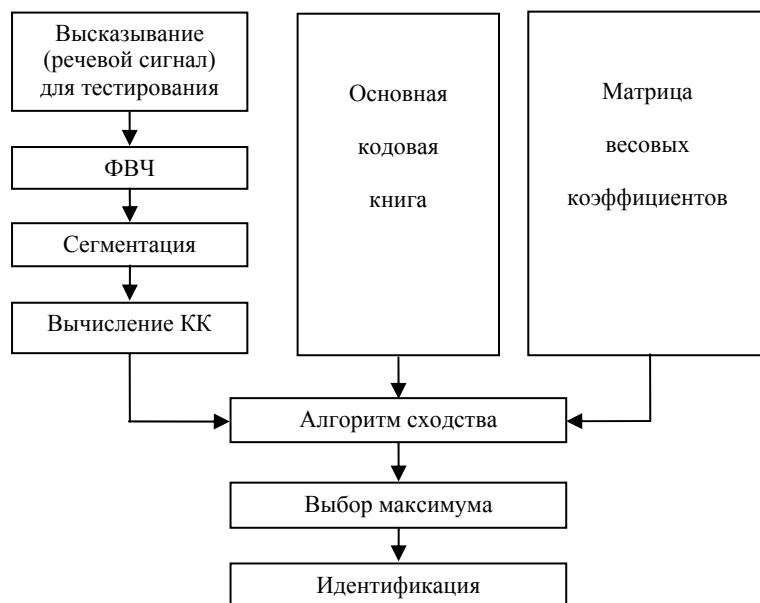 Высказывание
(речевой сигнал)
для тестирования
ФВЧ
Сегментация
Вычисление КК
Основная
кодовая
книга
Матрица
весовых
коэффициентов
Алгоритм сходства
Выбор максимума
Идентификация